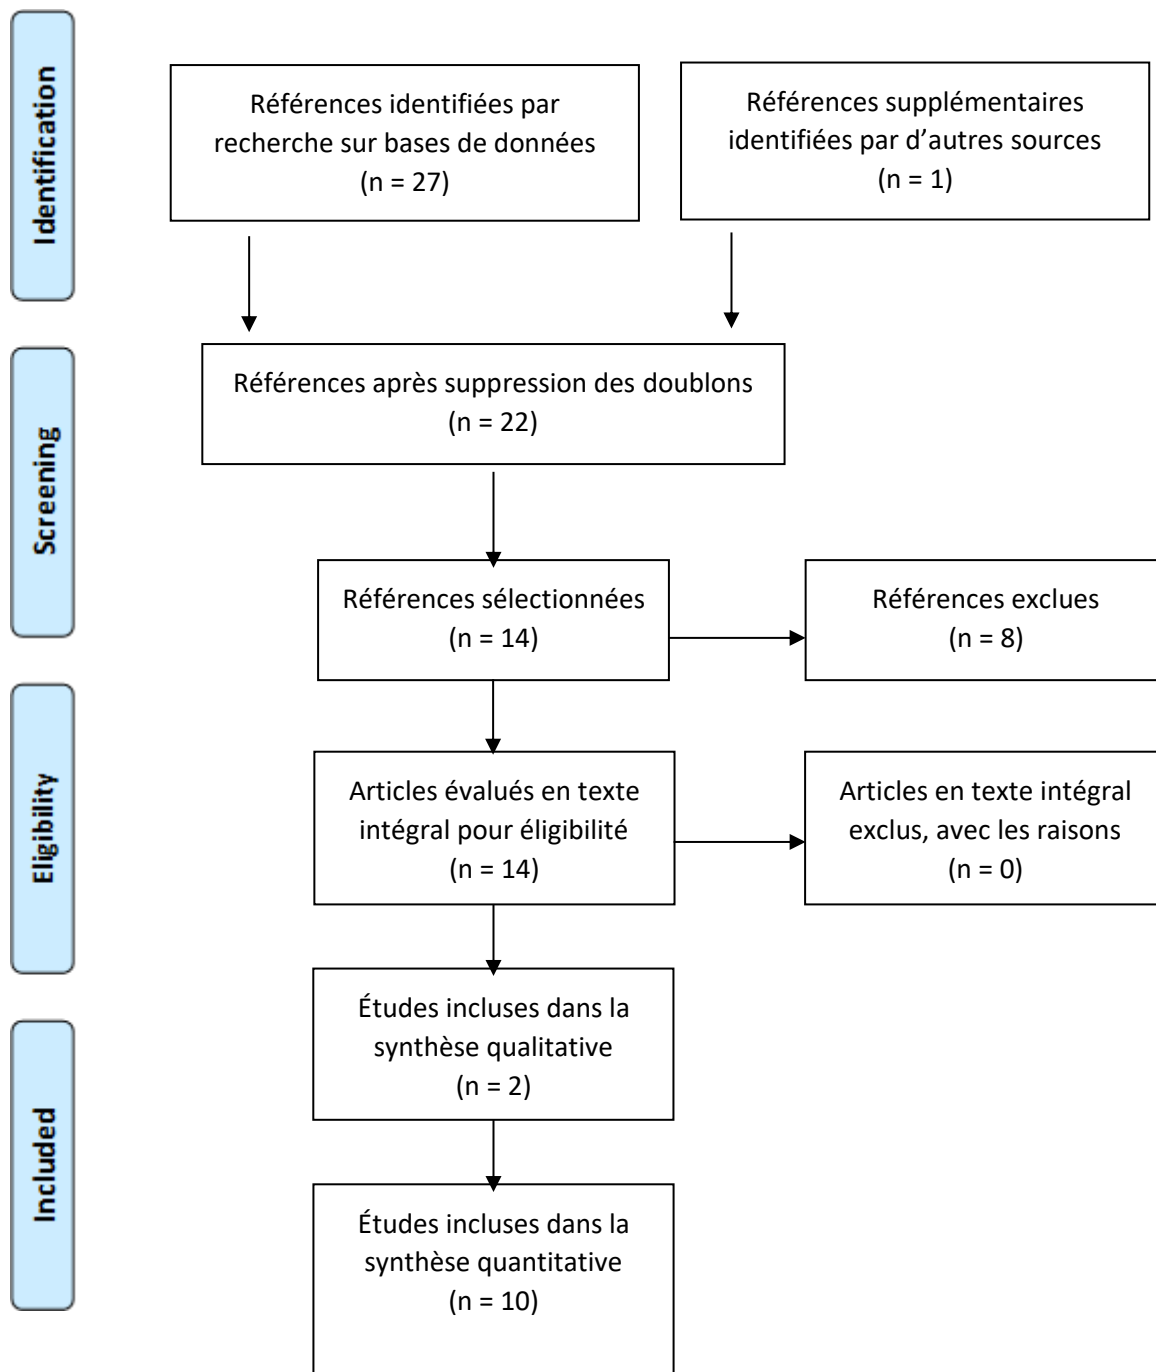 Identification
Références identifiées par
recherche sur bases de données
(n = 27)
Références supplémentaires
identifiées par d’autres sources
(n = 1)
Screening
Références après suppression des doublons
(n = 22)
Références sélectionnées
(n = 14)
Références exclues
(n = 8)
Eligibility
Articles évalués en texte
intégral pour éligibilité
(n = 14)
Articles en texte intégral
exclus, avec les raisons
(n = 0)
Included
Études incluses dans la
synthèse qualitative
(n = 2)
Études incluses dans la
synthèse quantitative
(n = 10)